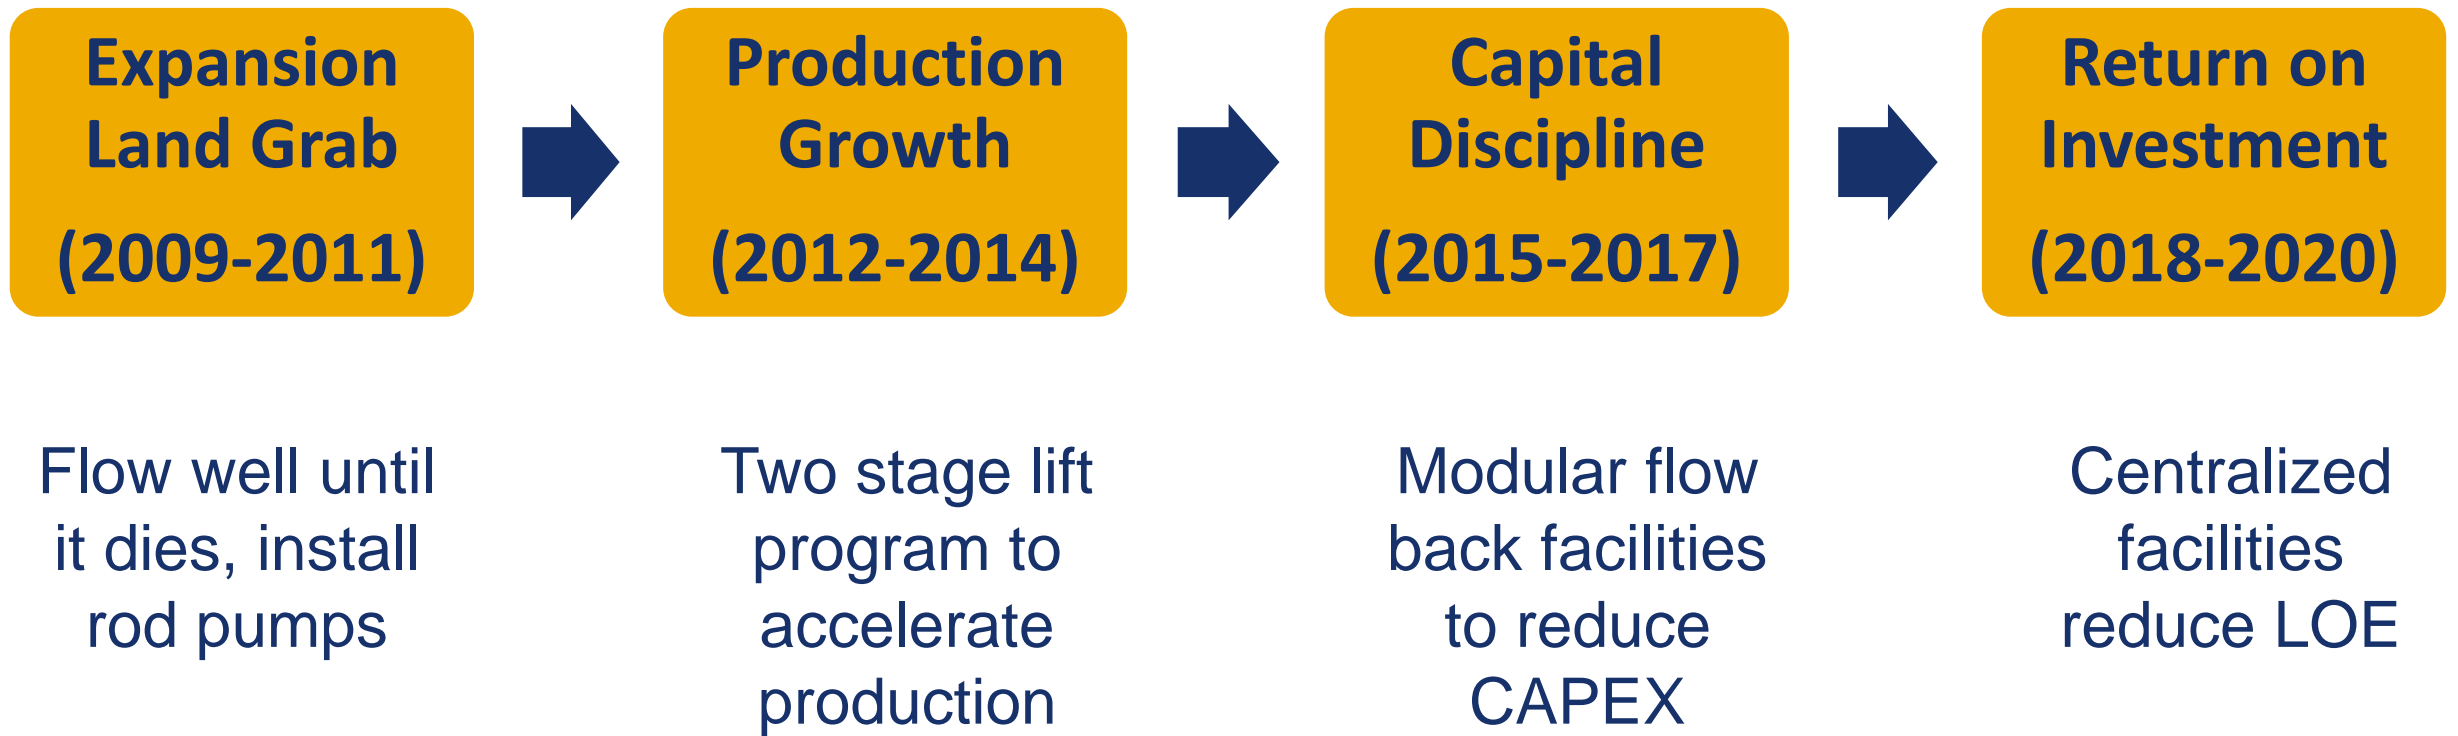 Expansion
Land Grab
(2009-2011)
Production
Growth
(2012-2014)
Capital
Discipline
(2015-2017)
Return on
Investment
(2018-2020)
Flow well until
it dies, install
rod pumps
Two stage lift
program to
accelerate
production
Modular flow
back facilities
to reduce
CAPEX
Centralized
facilities
reduce LOE